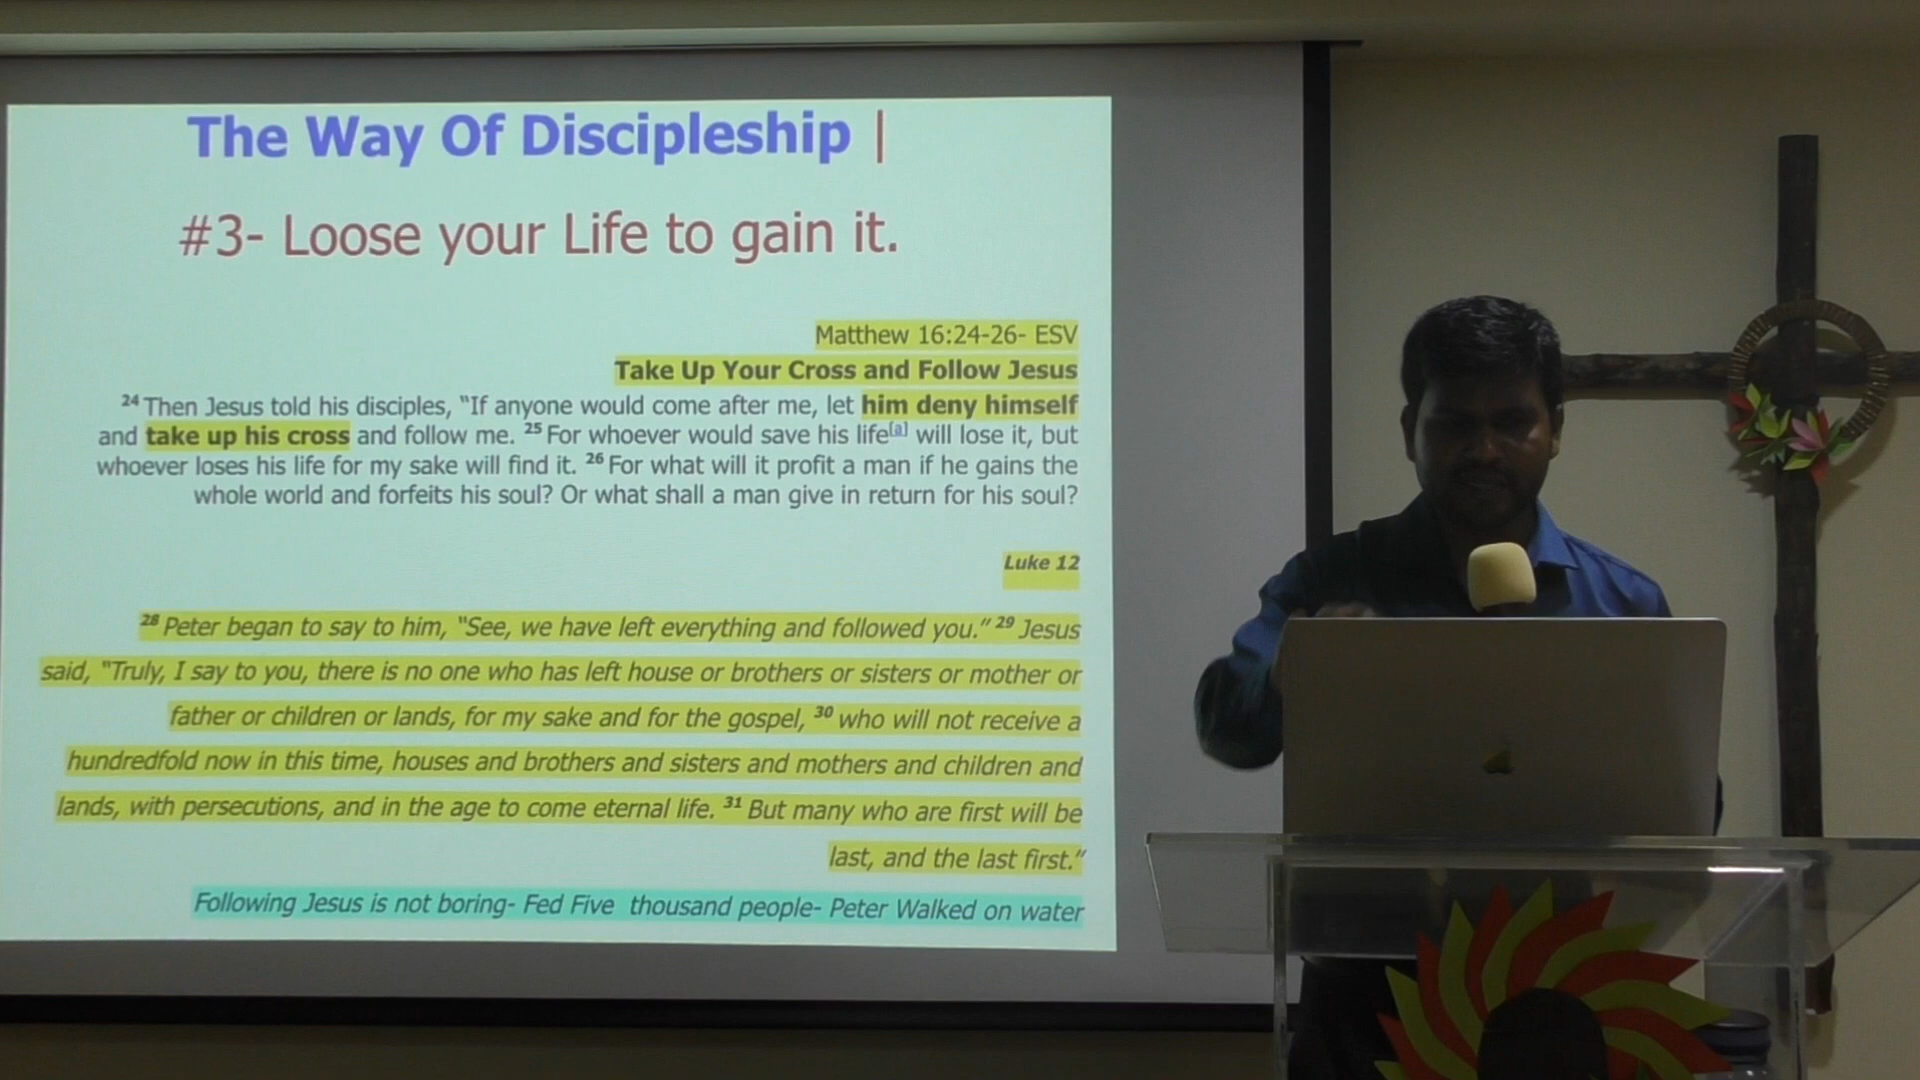 The Way Of Discipleship |
#3- Loose your Life to gain it.
Matthew 16:24-26- ESV
Take Up Your Cross and Follow Jesus
24 Then Jesus told his disciples, "If anyone would come after me, let him deny himself
and take up his cross and follow me. 25 For whoever would save his life[a] will lose it, but
whoever loses his life for my sake will find it. 26 For what will it profit a man if he gains the
whole world and forfeits his soul? Or what shall a man give in return for his soul?
Luke 12
28 Peter began to say to him, "See, we have left everything and followed you." 29 Jesus
said, "Truly, I say to you, there is no one who has left house or brothers or sisters or mother or
father or children or lands, for my sake and for the gospel, 30 who will not receive a
hundredfold now in this time, houses and brothers and sisters and mothers and children and
lands, with persecutions, and in the age to come eternal life. 31 But many who are first will be
last, and the last first."
Following Jesus is not boring- Fed Five thousand people- Peter Walked on water